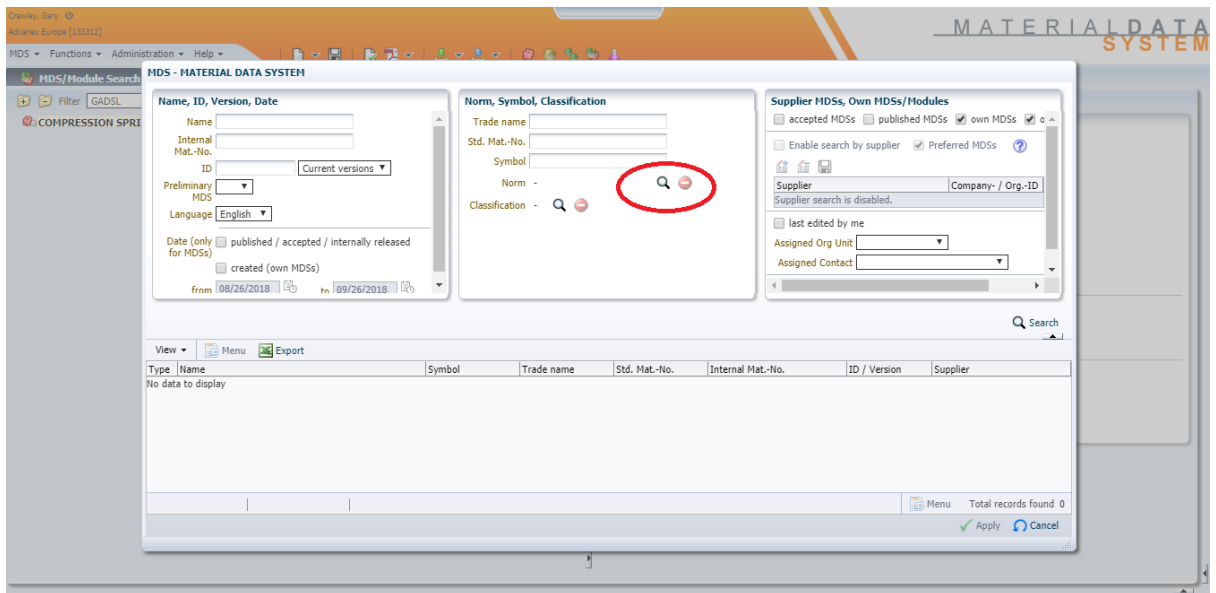 Crawley, Gary
Advanex Europe [133312]
MATERIALDATA
SYSTEM
MDS Functions Administration Help
MDS/Module Search
Filter GADSL
COMPRESSION SPRI
MDS - MATERIAL DATA SYSTEM
Name, ID, Version, Date
Name
Internal
Mat.-No.
ID Current versions
Preliminary
MDS
Language English
Date (only
for MDSs) published / accepted / internally released
created (own MDSs)
from 08/26/2018 to 09/26/2018
Norm, Symbol, Classification
Trade name
Std. Mat.-No.
Symbol
Norm -
Classification -
Supplier MDSs, Own MDSs/Modules
accepted MDSs published MDSs own MDSs o
Enable search by supplier Preferred MDSs ?
Supplier Company- / Org.-ID
Supplier search is disabled.
last edited by me
Assigned Org Unit
Assigned Contact
Search
View Menu Export
Type Name Symbol Trade name Std. Mat.-No. Internal Mat.-No. ID / Version Supplier
No data to display
Menu Total records found 0
Apply Cancel